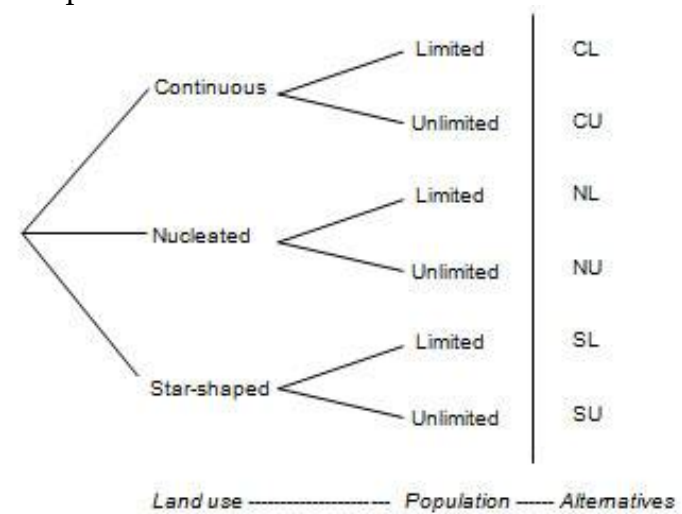 Limited CL
Continuous
Unlimited CU
Limited NL
Nucleated
Unlimited NU
Limited SL
Star-shaped
Unlimited SU
Land use ---------------------- --- Population ------ Alternatives